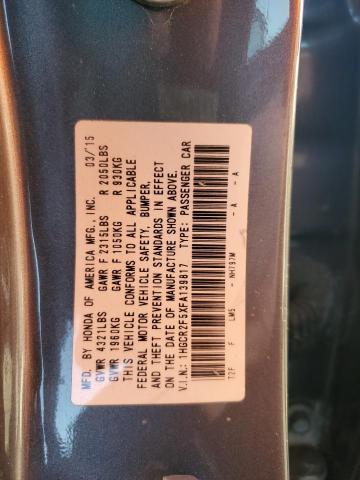 MFD. BY HONDA OF AMERICA MFG., INC. 03/'15
GVWR 4321LBS GAWR F 2315LBS R 2050LBS
GVWR 1960KG GAWR F 1050KG R 930KG
THIS VEHICLE CONFORMS TO ALL APPLICABLE
FEDERAL MOTOR VEHICLE SAFETY, BUMPER,
AND THEFT PREVENTION STANDARDS IN EFFECT
ON THE DATE OF MANUFACTURE SHOWN ABOVE.
V.I.N.: 1HGCR2F5XFA139817 TYPE: PASSENGER CAR
T2F F LM5 NH797M - A - A